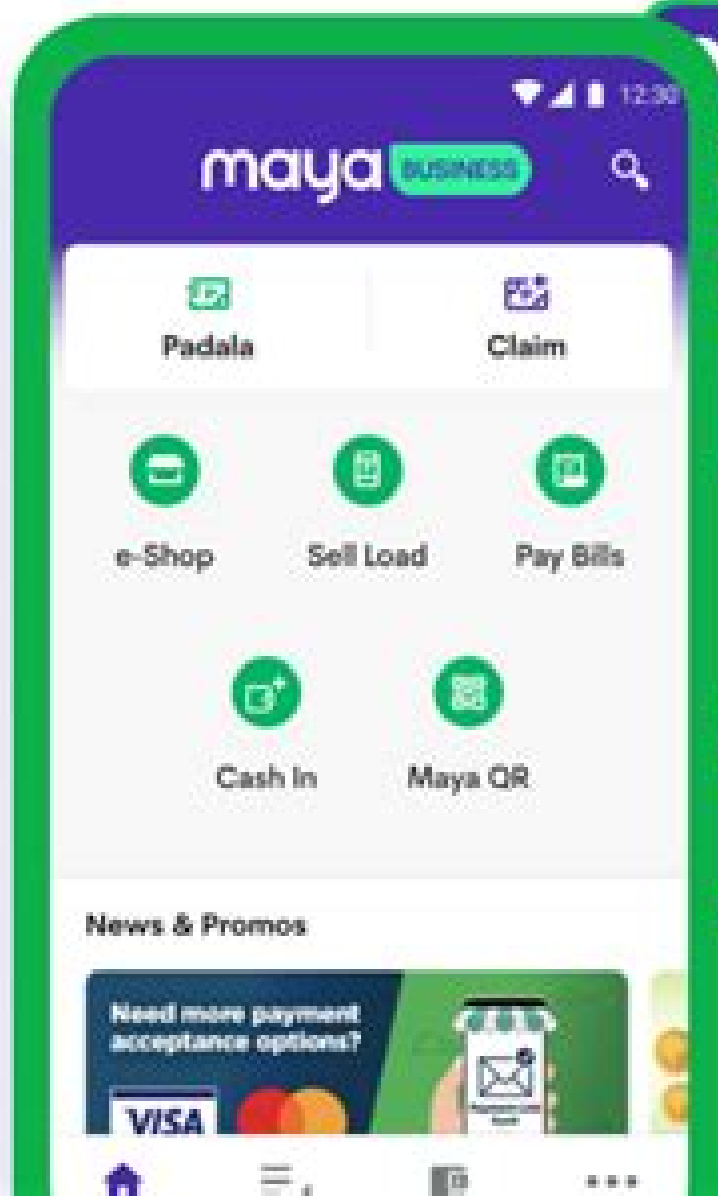 12:30
maya BUSINESS
Padala
Claim
e-Shop
Sell Load
Pay Bills
Cash In
Maya QR
News & Promos
Need more payment
acceptance options?
VISA